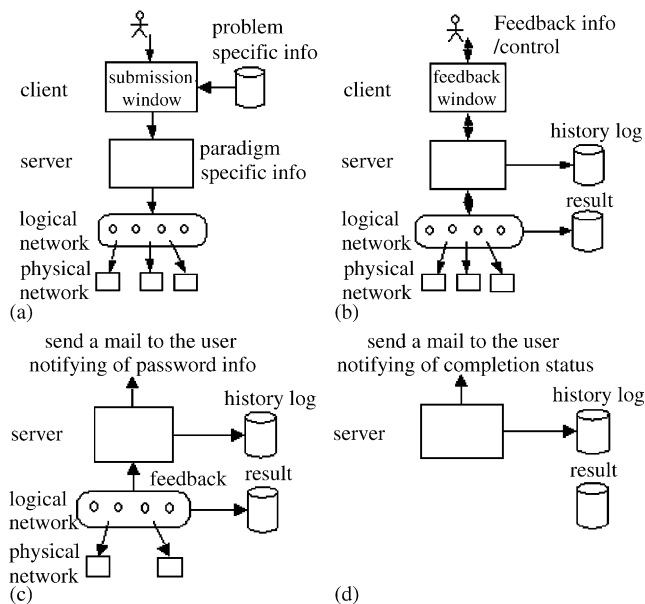 problem
specific info
submission
window
client
server
paradigm
specific info
logical
network
physical
network
(a)
Feedback info
/control
client
feedback
window
history log
server
result
logical
network
physical
network
(b)
send a mail to the user
notifying of password info
history log
server
feedback
result
logical
network
physical
network
(c)
send a mail to the user
notifying of completion status
history log
server
result
(d)